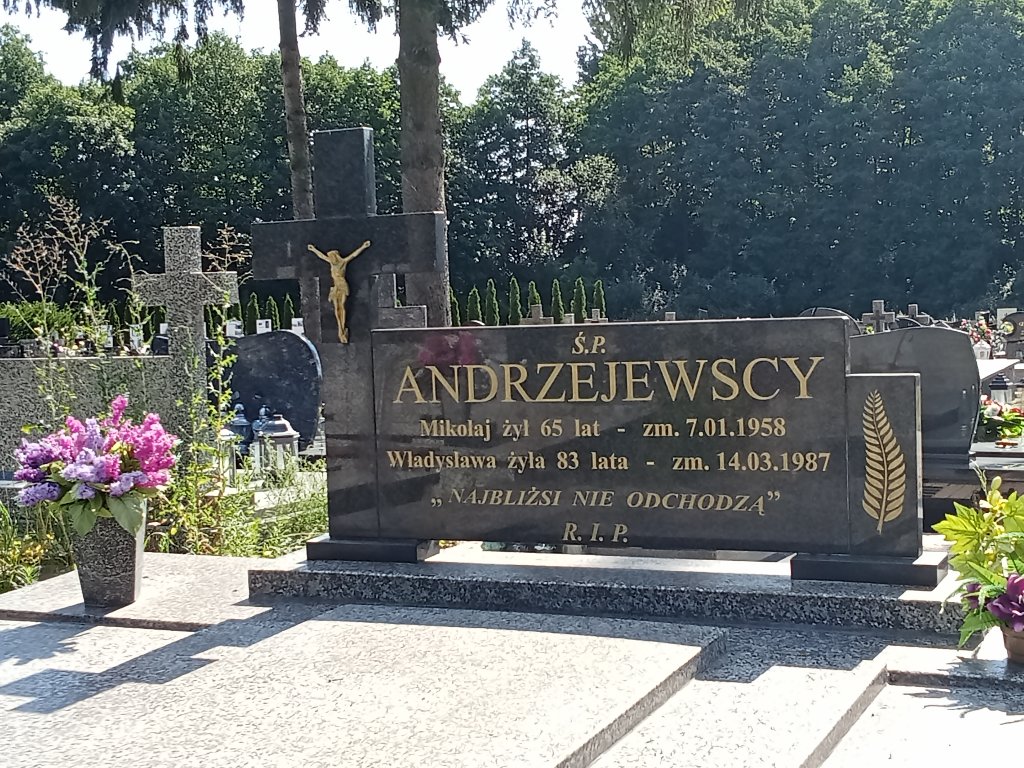 Ś.P.
ANDRZEJEWSCY
Mikołaj żył 65 lat - zm. 7.01.1958
Władysława żyła 83 lata - zm. 14.03.1987
„NAJBLIŻSI NIE ODCHODZĄ”
R.I.P.